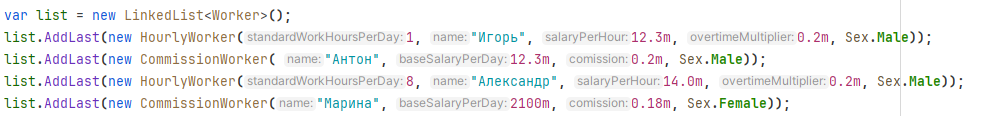 var list = new LinkedList<Worker>();
list.AddLast(new HourlyWorker( standardWorkHoursPerDay: 1, name: "Игорь", salaryPerHour: 12.3m, overtimeMultiplier: 0.2m, Sex.Male));
list.AddLast(new CommissionWorker( name: "Антон", baseSalaryPerDay: 12.3m, comission: 0.2m, Sex.Male));
list.AddLast(new HourlyWorker( standardWorkHoursPerDay: 8, name: "Александр", salaryPerHour: 14.0m, overtimeMultiplier: 0.2m, Sex.Male));
list.AddLast(new CommissionWorker( name: "Марина", baseSalaryPerDay: 2100m, comission: 0.18m, Sex.Female));